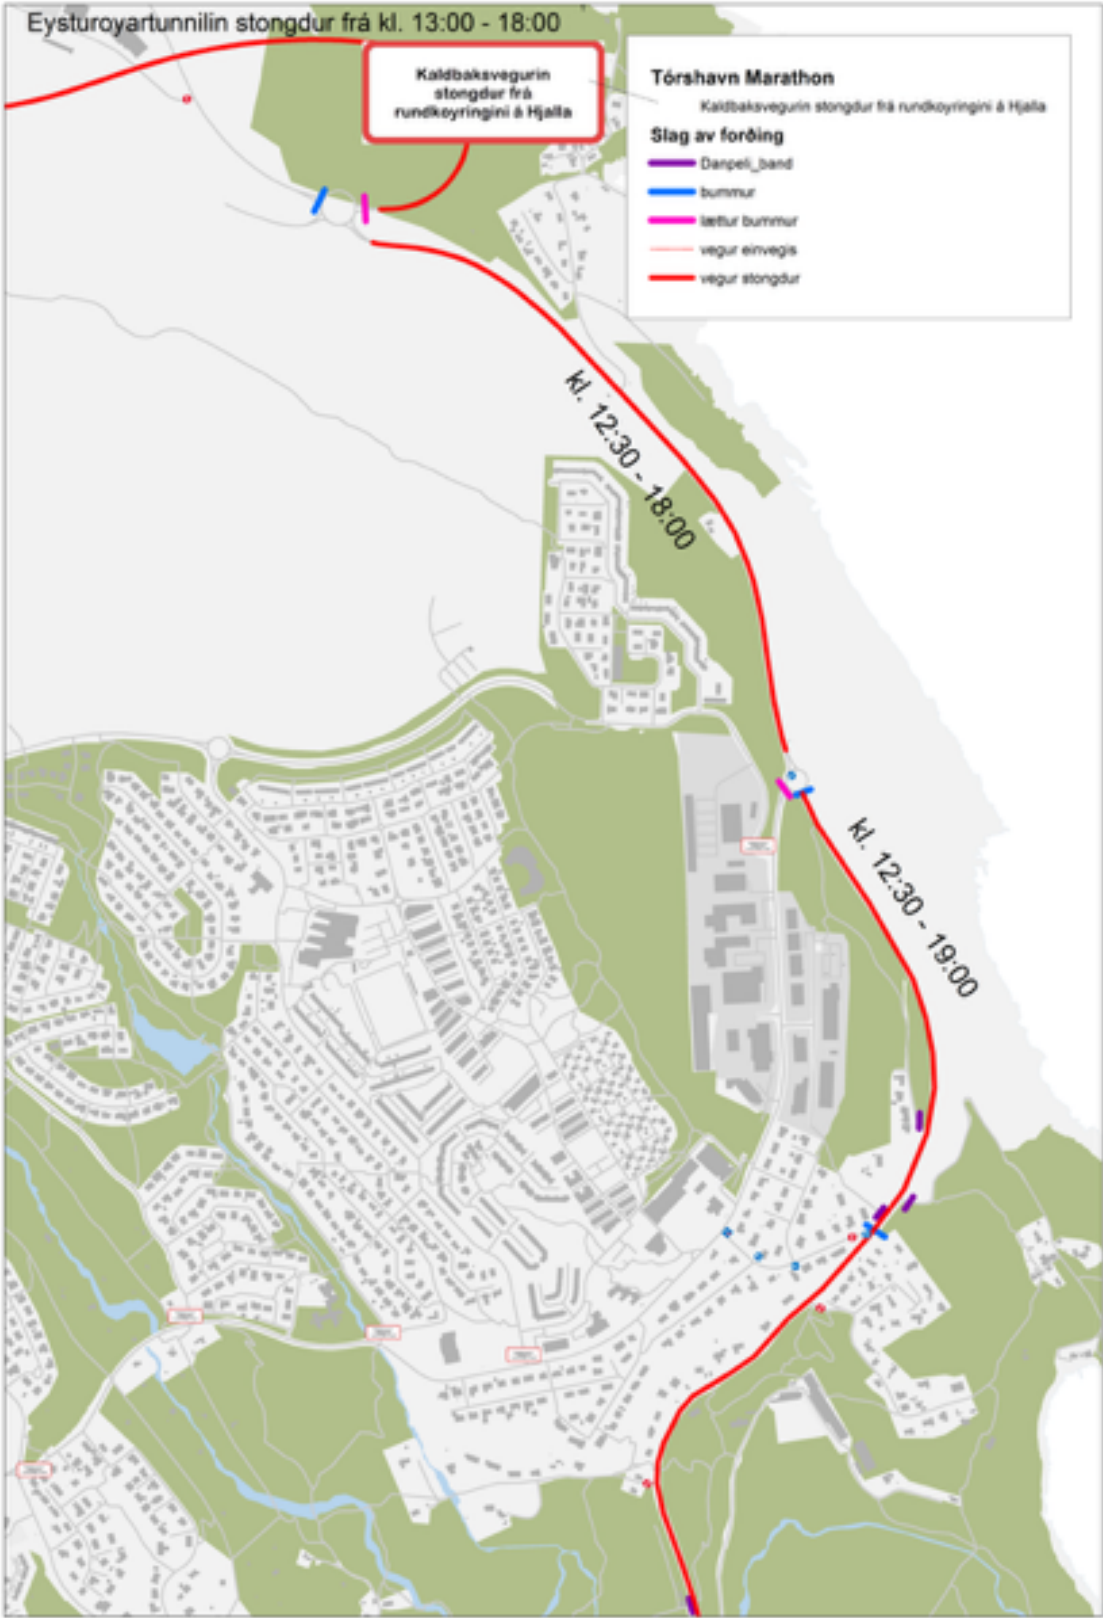 Eysturoyartunnilin stongdur frá kl. 13:00 - 18:00
Kaldbaksvegurin
stongdur frá
rundkoyringini á Hjalla
Tórshavn Marathon
Kaldbaksvegurin stongdur frá rundkoyringini á Hjalla
Slag av forðing
Danpeli_band
bummur
lættur bummur
vegur einvegis
vegur stongdur
kl. 12:30 - 18:00
kl. 12:30 - 19:00